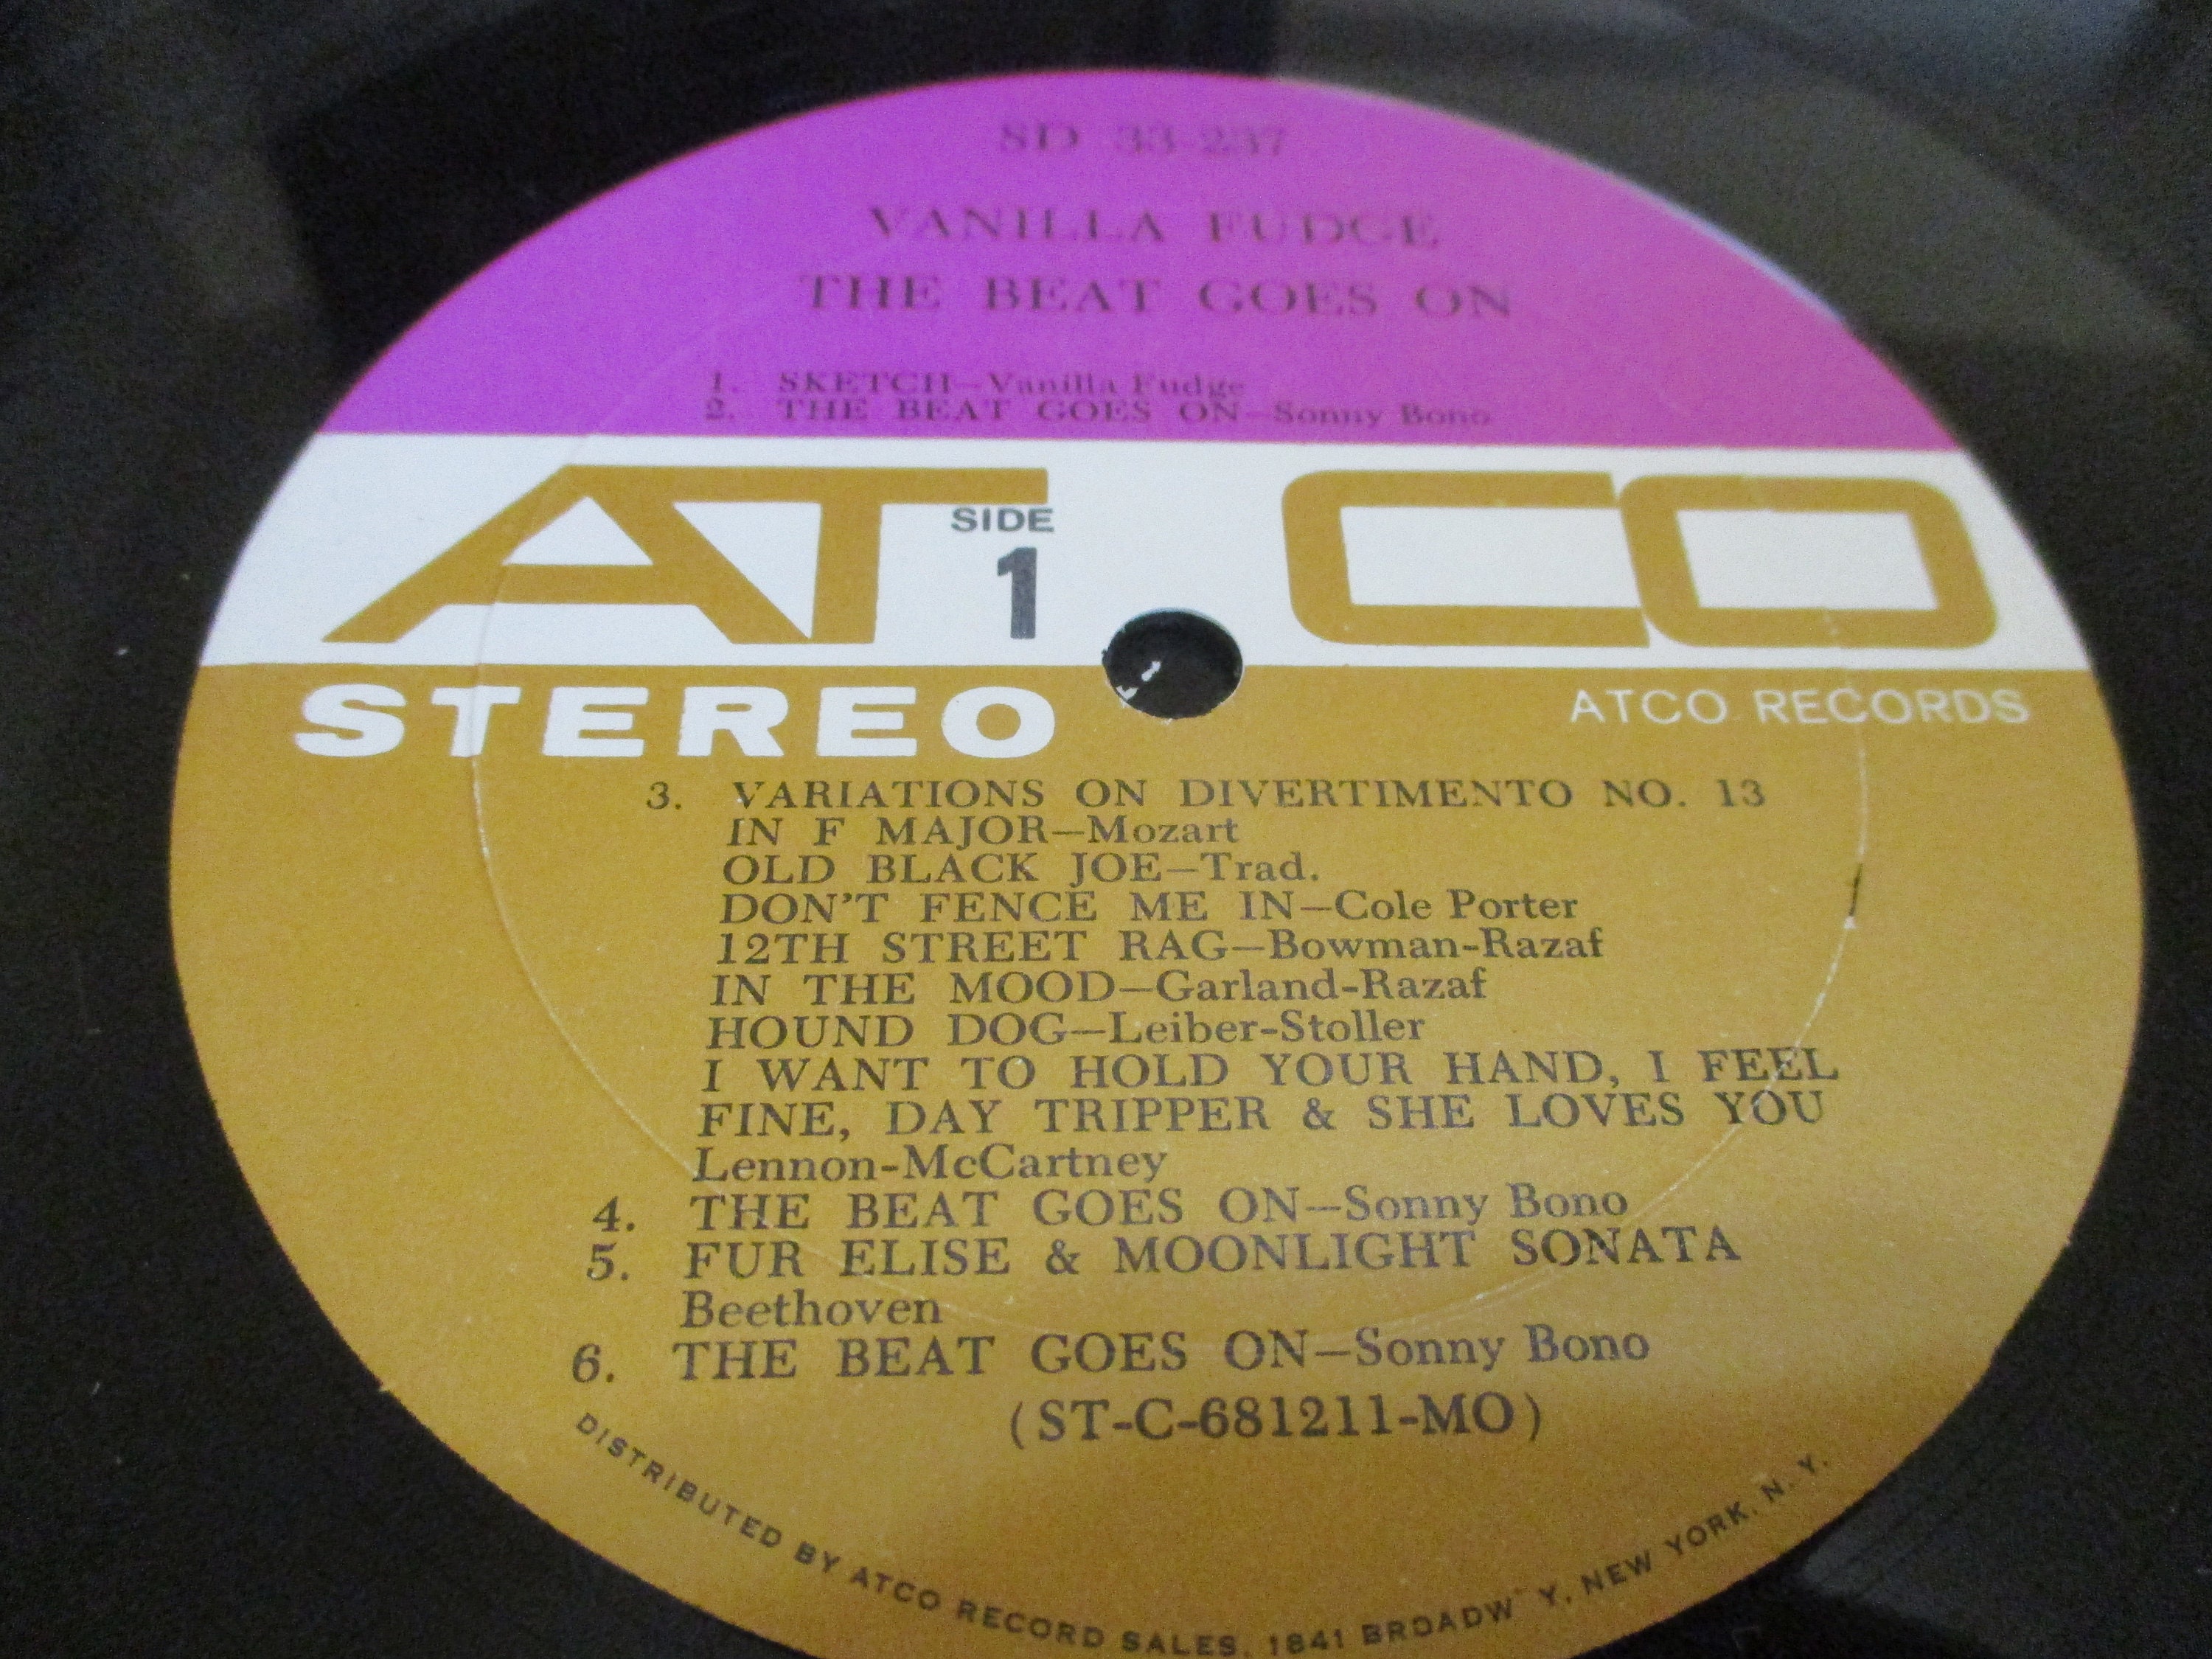 SD 33-237
VANILLA FUDGE
THE BEAT GOES ON
1. SKETCH—Vanilla Fudge
2. THE BEAT GOES ON—Sonny Bono
ATCO
SIDE
1
STEREO
ATCO RECORDS
3. VARIATIONS ON DIVERTIMENTO NO. 13
IN F MAJOR—Mozart
OLD BLACK JOE—Trad.
DON'T FENCE ME IN—Cole Porter
12TH STREET RAG—Bowman-Razaf
IN THE MOOD—Garland-Razaf
HOUND DOG—Leiber-Stoller
I WANT TO HOLD YOUR HAND, I FEEL
FINE, DAY TRIPPER & SHE LOVES YOU
Lennon-McCartney
4. THE BEAT GOES ON—Sonny Bono
5. FUR ELISE & MOONLIGHT SONATA
Beethoven
6. THE BEAT GOES ON—Sonny Bono
(ST-C-681211-MO)
DISTRIBUTED BY ATCO RECORD SALES, 1841 BROADW Y, NEW YORK, N. Y.